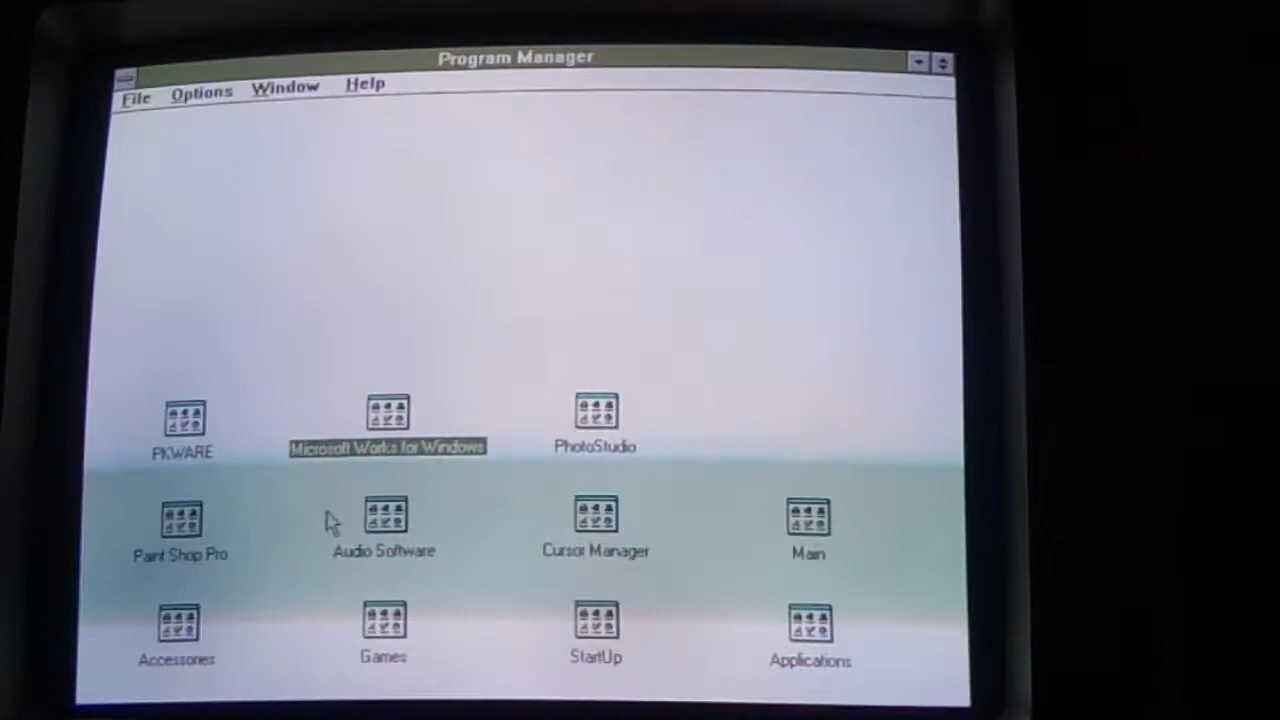 Program Manager
File Options Window Help
PKWARE Microsoft Works for Windows PhotoStudio
Paint Shop Pro Audio Software Cursor Manager Main
Accessories Games StartUp Applications